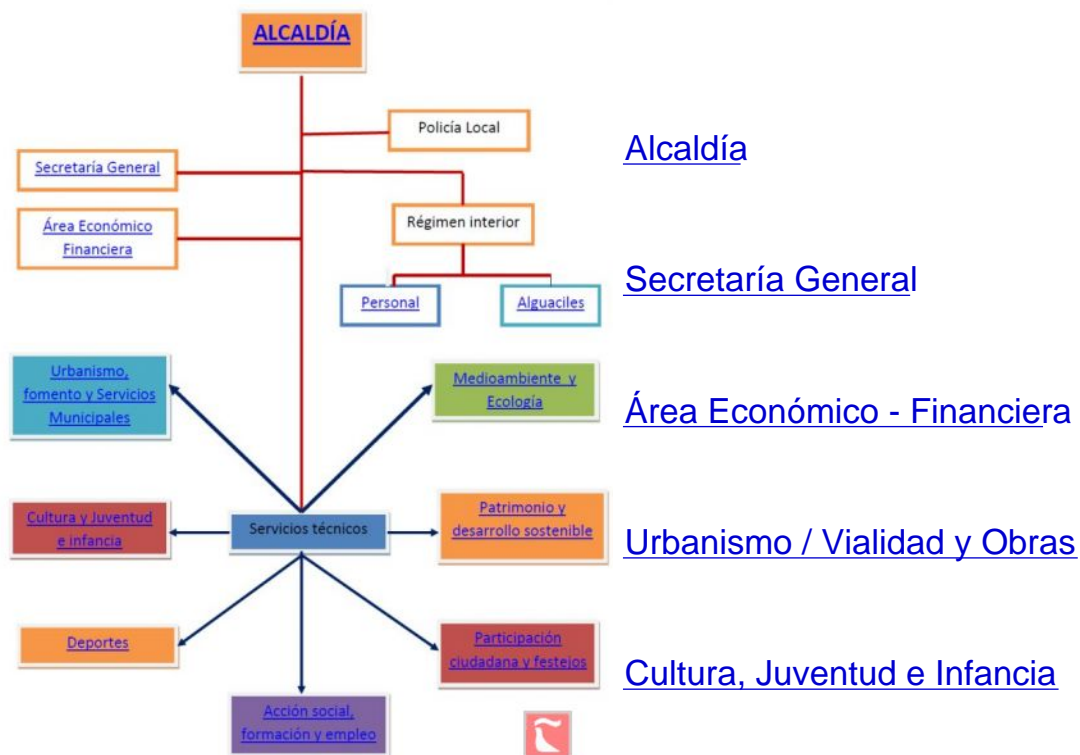 ALCALDÍA
Policía Local
Secretaría General
Régimen interior
Área Económico
Financiera
Personal
Alguaciles
Urbanismo,
fomento y Servicios
Municipales
Medioambiente y
Ecología
Cultura y Juventud
e infancia
Servicios técnicos
Patrimonio y
desarrollo sostenible
Deportes
Participación
ciudadana y festejos
Acción social,
formación y empleo
Alcaldía
Secretaría General
Área Económico - Financiera
Urbanismo / Vialidad y Obras
Cultura, Juventud e Infancia